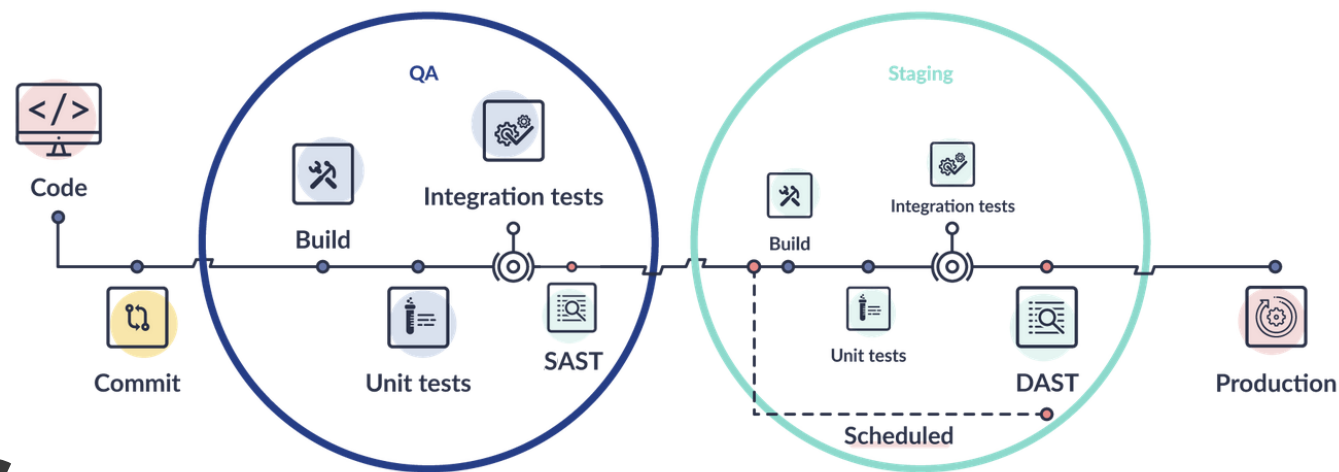 QA
Staging
</>
Code
Integration tests
Build
Commit
Unit tests
SAST
Integration tests
Build
Unit tests
DAST
Scheduled
Production